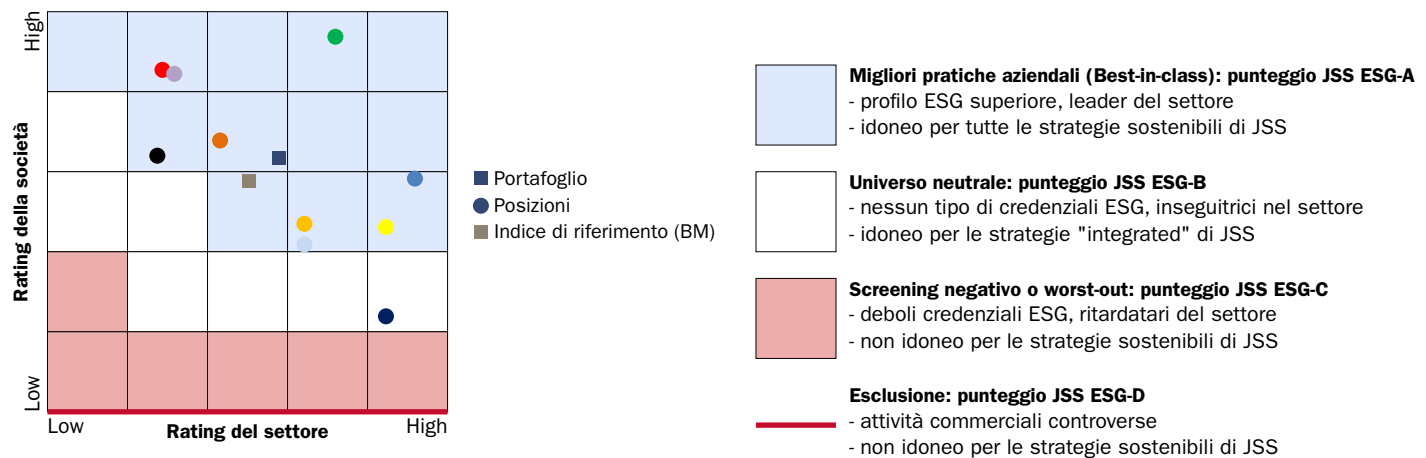 High
Rating della società
Low
Low
Rating del settore
High
Portafoglio
Posizioni
Indice di riferimento (BM)
Migliori pratiche aziendali (Best-in-class): punteggio JSS ESG-A
- profilo ESG superiore, leader del settore
- idoneo per tutte le strategie sostenibili di JSS
Universo neutrale: punteggio JSS ESG-B
- nessun tipo di credenziali ESG, inseguitrici nel settore
- idoneo per le strategie "integrated" di JSS
Screening negativo o worst-out: punteggio JSS ESG-C
- deboli credenziali ESG, ritardatari del settore
- non idoneo per le strategie sostenibili di JSS
Esclusione: punteggio JSS ESG-D
- attività commerciali controverse
- non idoneo per le strategie sostenibili di JSS